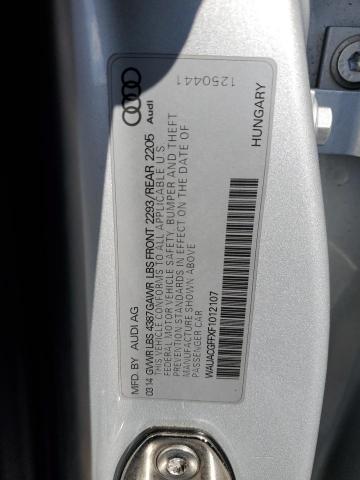 1250441
Audi
MFD. BY AUDI AG
03 14 GVWR LBS 4387GAWR LBS FRONT 2293/REAR 2205
THIS VEHICLE CONFORMS TO ALL APPLICABLE U S
FEDERAL MOTOR VEHICLE SAFETY, BUMPER AND THEFT
PREVENTION STANDARDS IN EFFECT ON THE DATE OF
MANUFACTURE SHOWN ABOVE
PASSENGER CAR
WAUACGFFXF1012107
HUNGARY